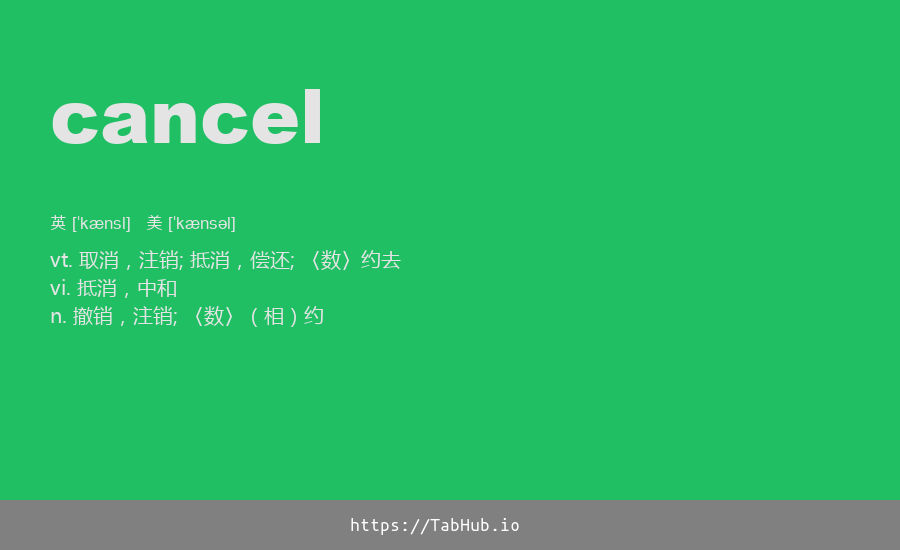 cancel
英 [ˈkænsl] 美 [ˈkænsəl]
vt. 取消，注销; 抵消，偿还; 〈数〉约去
vi. 抵消，中和
n. 撤销，注销; 〈数〉（相）约
https://TabHub.io